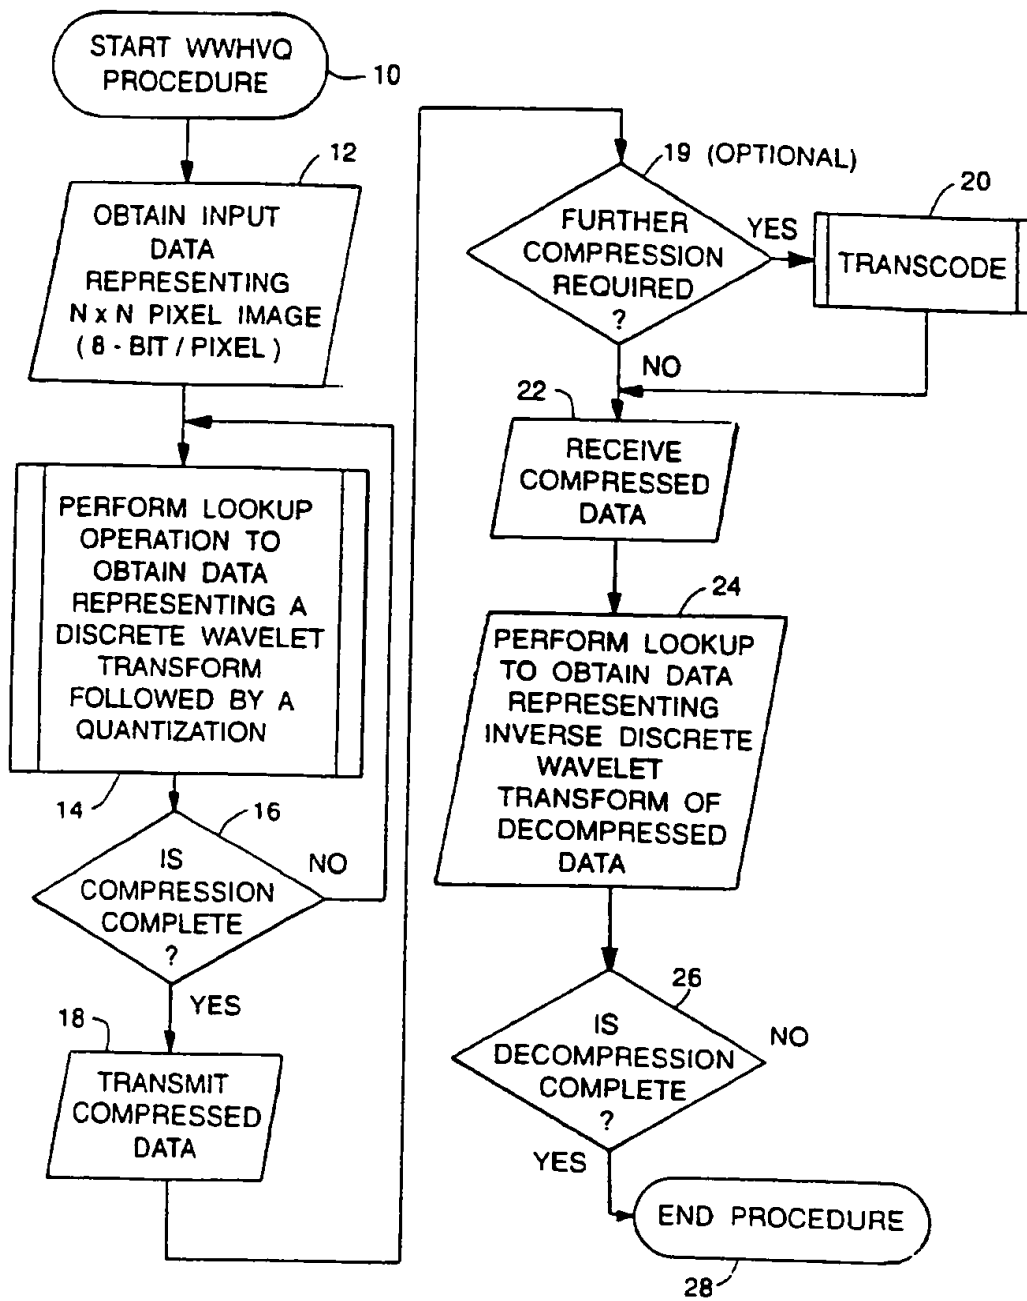 START WWHVQ
PROCEDURE
10
12
OBTAIN INPUT
DATA
REPRESENTING
N x N PIXEL IMAGE
( 8 - BIT / PIXEL )
PERFORM LOOKUP
OPERATION TO
OBTAIN DATA
REPRESENTING A
DISCRETE WAVELET
TRANSFORM
FOLLOWED BY A
QUANTIZATION
14
16
IS
COMPRESSION
COMPLETE
?
NO
YES
18
TRANSMIT
COMPRESSED
DATA
19 (OPTIONAL)
FURTHER
COMPRESSION
REQUIRED
?
YES
20
TRANSCODE
NO
22
RECEIVE
COMPRESSED
DATA
24
PERFORM LOOKUP
TO OBTAIN DATA
REPRESENTING
INVERSE DISCRETE
WAVELET
TRANSFORM OF
DECOMPRESSED
DATA
26
IS
DECOMPRESSION
COMPLETE
?
NO
YES
END PROCEDURE
28